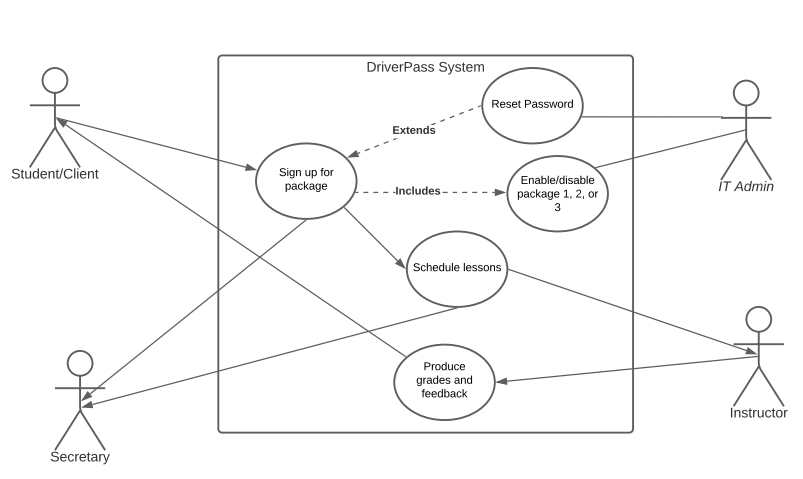 DriverPass System
Reset Password
Extends
Student/Client
Sign up for
package
Includes
Enable/disable
package 1, 2, or
3
IT Admin
Schedule lessons
Produce
grades and
feedback
Instructor
Secretary